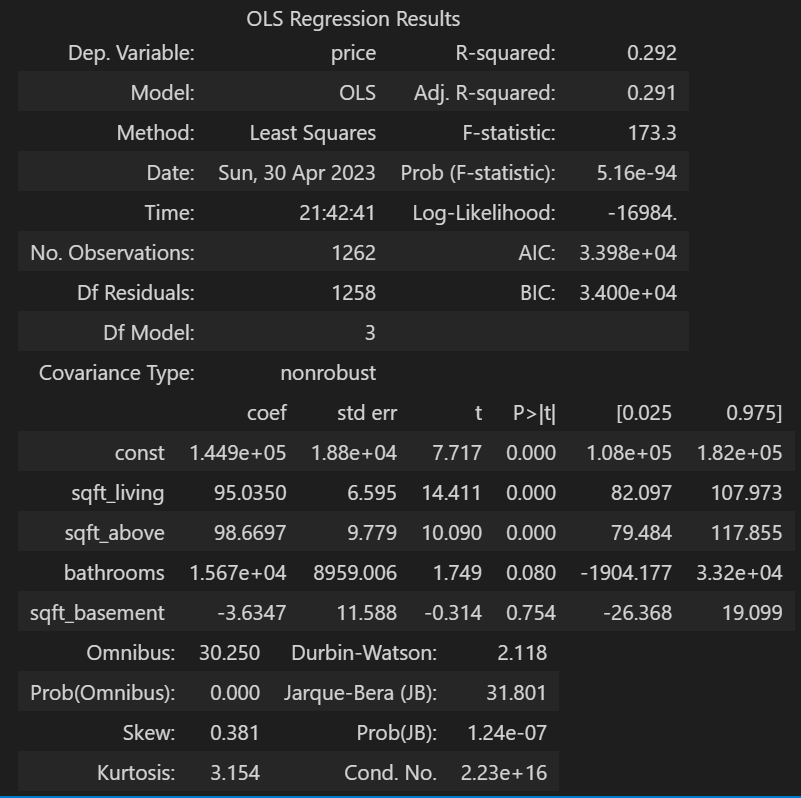 OLS Regression Results
Dep. Variable: price R-squared: 0.292
Model: OLS Adj. R-squared: 0.291
Method: Least Squares F-statistic: 173.3
Date: Sun, 30 Apr 2023 Prob (F-statistic): 5.16e-94
Time: 21:42:41 Log-Likelihood: -16984.
No. Observations: 1262 AIC: 3.398e+04
Df Residuals: 1258 BIC: 3.400e+04
Df Model: 3
Covariance Type: nonrobust
coef std err t P>|t| [0.025 0.975]
const 1.449e+05 1.88e+04 7.717 0.000 1.08e+05 1.82e+05
sqft_living 95.0350 6.595 14.411 0.000 82.097 107.973
sqft_above 98.6697 9.779 10.090 0.000 79.484 117.855
bathrooms 1.567e+04 8959.006 1.749 0.080 -1904.177 3.32e+04
sqft_basement -3.6347 11.588 -0.314 0.754 -26.368 19.099
Omnibus: 30.250 Durbin-Watson: 2.118
Prob(Omnibus): 0.000 Jarque-Bera (JB): 31.801
Skew: 0.381 Prob(JB): 1.24e-07
Kurtosis: 3.154 Cond. No. 2.23e+16